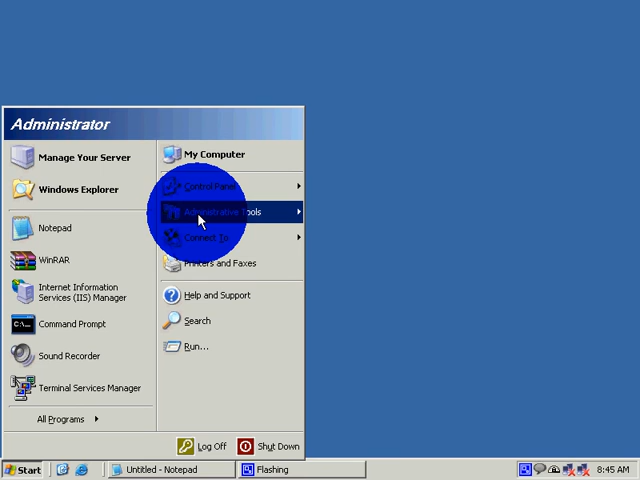 Administrator
Manage Your Server
Windows Explorer
Notepad
WinRAR
Internet Information
Services (IIS) Manager
Command Prompt
C:\_
Sound Recorder
Terminal Services Manager
All Programs
My Computer
Control Panel
Administrative Tools
Connect To
Printers and Faxes
Help and Support
Search
Run...
Log Off
Shut Down
Start
Untitled - Notepad
Flashing
8:45 AM